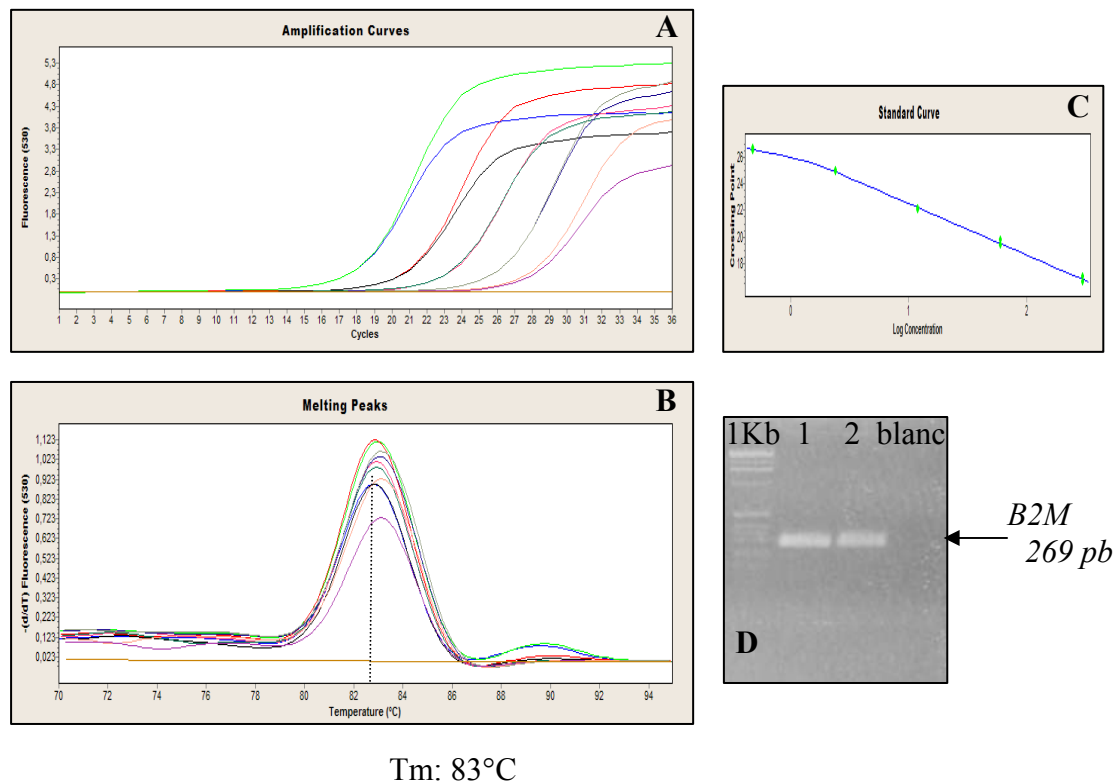 A
Amplification Curves
Fluorescence (530)
5,3
4,8
4,3
3,8
3,3
2,8
2,3
1,8
1,3
0,8
0,3
1 2 3 4 5 6 7 8 9 10 11 12 13 14 15 16 17 18 19 20 21 22 23 24 25 26 27 28 29 30 31 32 33 34 35 36
Cycles
C
Standard Curve
Crossing Point
26
24
22
20
18
0 1 2
Log Concentration
B
Melting Peaks
-(d/dT) Fluorescence (530)
1,123
1,023
0,923
0,823
0,723
0,623
0,523
0,423
0,323
0,223
0,123
0,023
70 72 74 76 78 80 82 84 86 88 90 92 94
Temperature (ºC)
Tm: 83°C
1Kb 1 2 blanc
B2M
269 pb
D